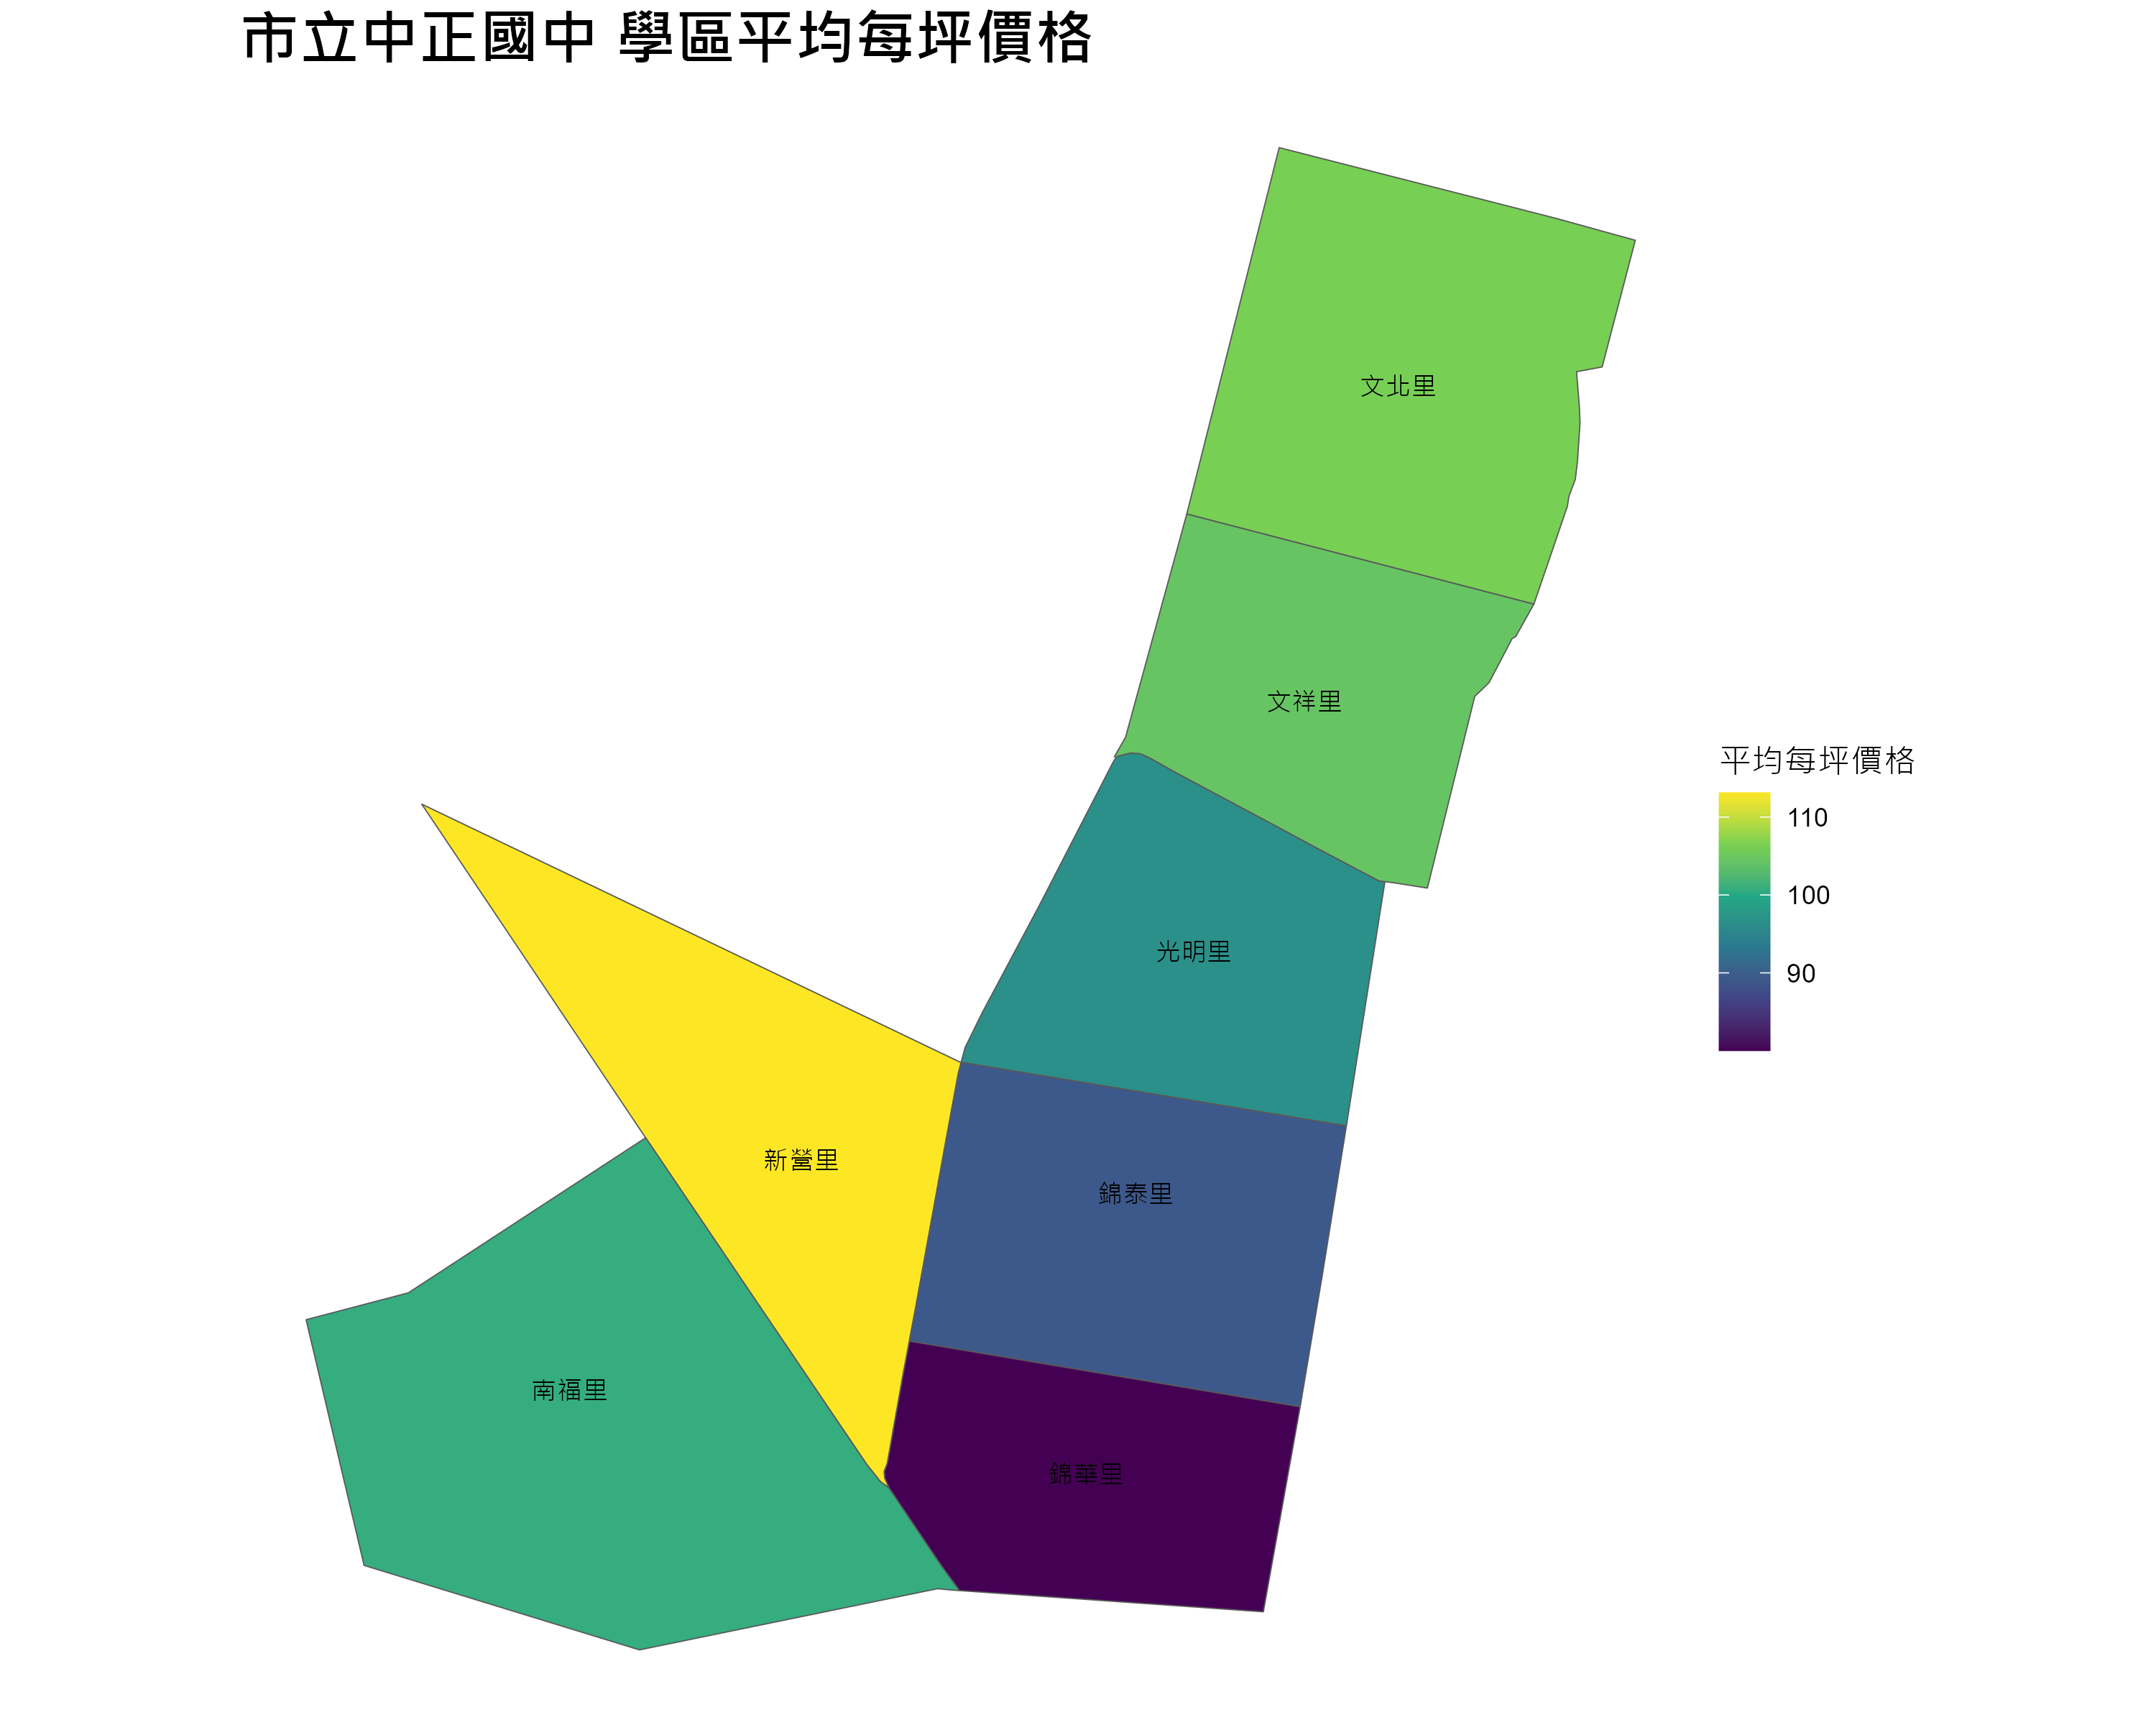 市立中正國中 學區平均每坪價格
文北里
文祥里
光明里
新營里
錦泰里
南福里
錦華里
平均每坪價格
110
100
90